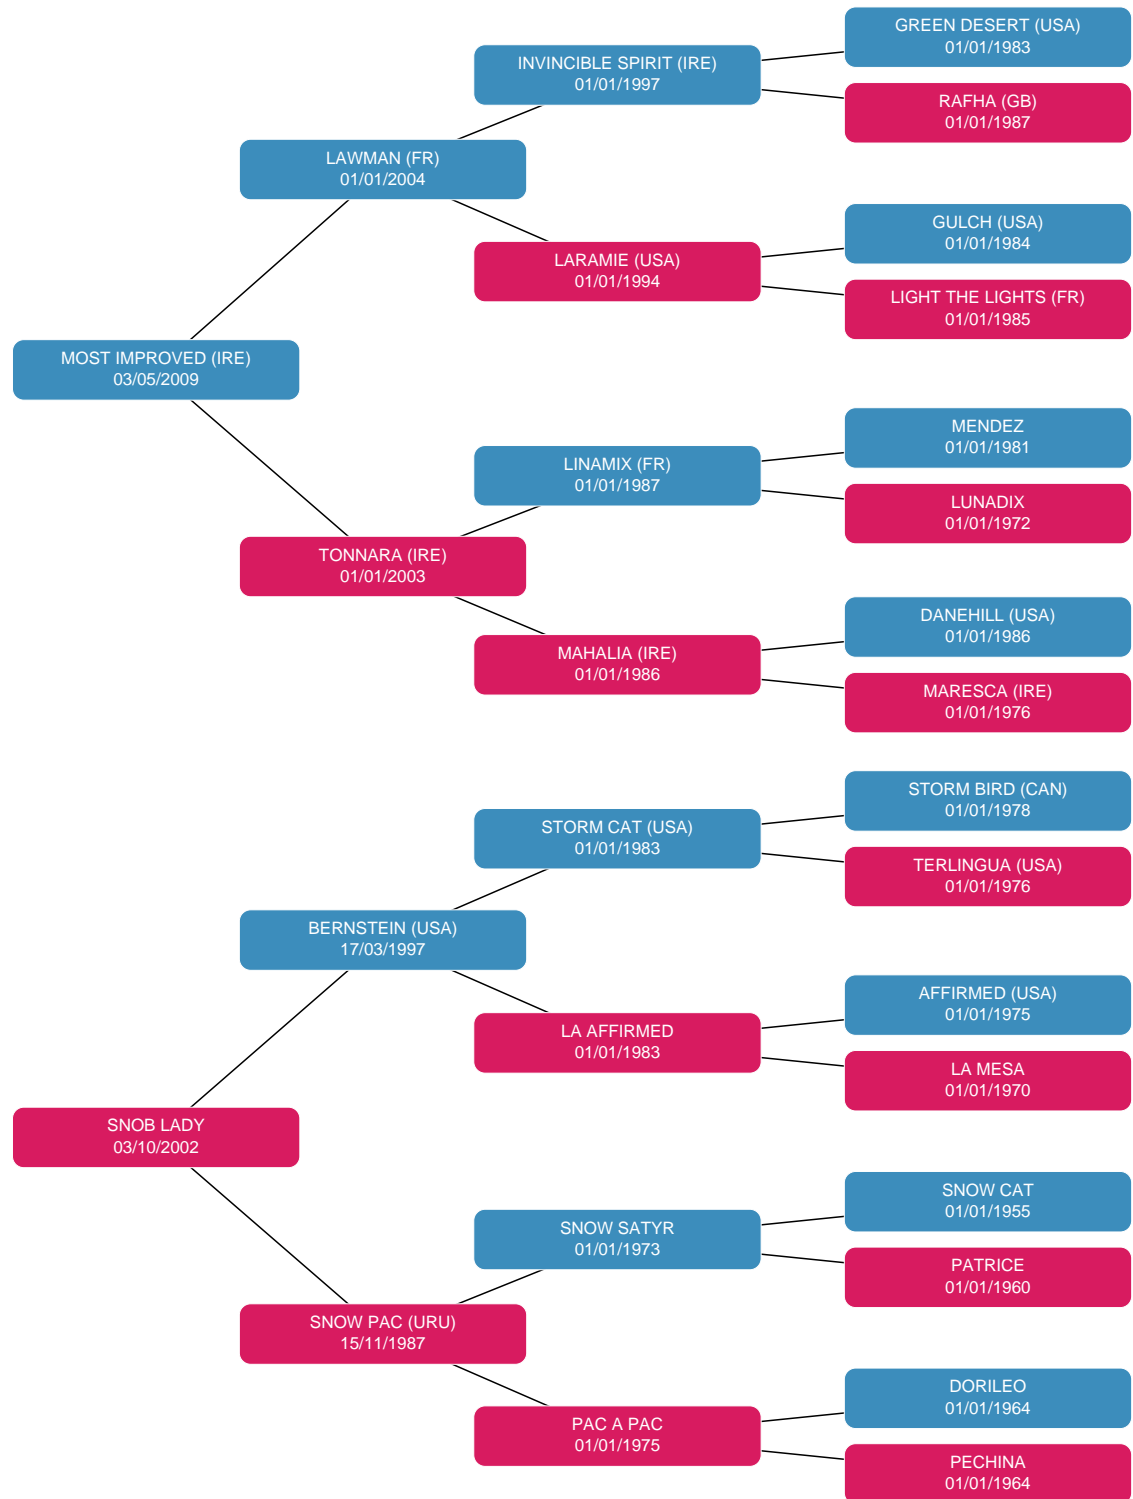 GREEN DESERT (USA)
01/01/1983
INVINCIBLE SPIRIT (IRE)
01/01/1997
RAFHA (GB)
01/01/1987
LAWMAN (FR)
01/01/2004
GULCH (USA)
01/01/1984
LARAMIE (USA)
01/01/1994
LIGHT THE LIGHTS (FR)
01/01/1985
MOST IMPROVED (IRE)
03/05/2009
MENDEZ
01/01/1981
LINAMIX (FR)
01/01/1987
LUNADIX
01/01/1972
TONNARA (IRE)
01/01/2003
DANEHILL (USA)
01/01/1986
MAHALIA (IRE)
01/01/1986
MARESCA (IRE)
01/01/1976
STORM BIRD (CAN)
01/01/1978
STORM CAT (USA)
01/01/1983
TERLINGUA (USA)
01/01/1976
BERNSTEIN (USA)
17/03/1997
AFFIRMED (USA)
01/01/1975
LA AFFIRMED
01/01/1983
LA MESA
01/01/1970
SNOB LADY
03/10/2002
SNOW CAT
01/01/1955
SNOW SATYR
01/01/1973
PATRICE
01/01/1960
SNOW PAC (URU)
15/11/1987
DORILEO
01/01/1964
PAC A PAC
01/01/1975
PECHINA
01/01/1964